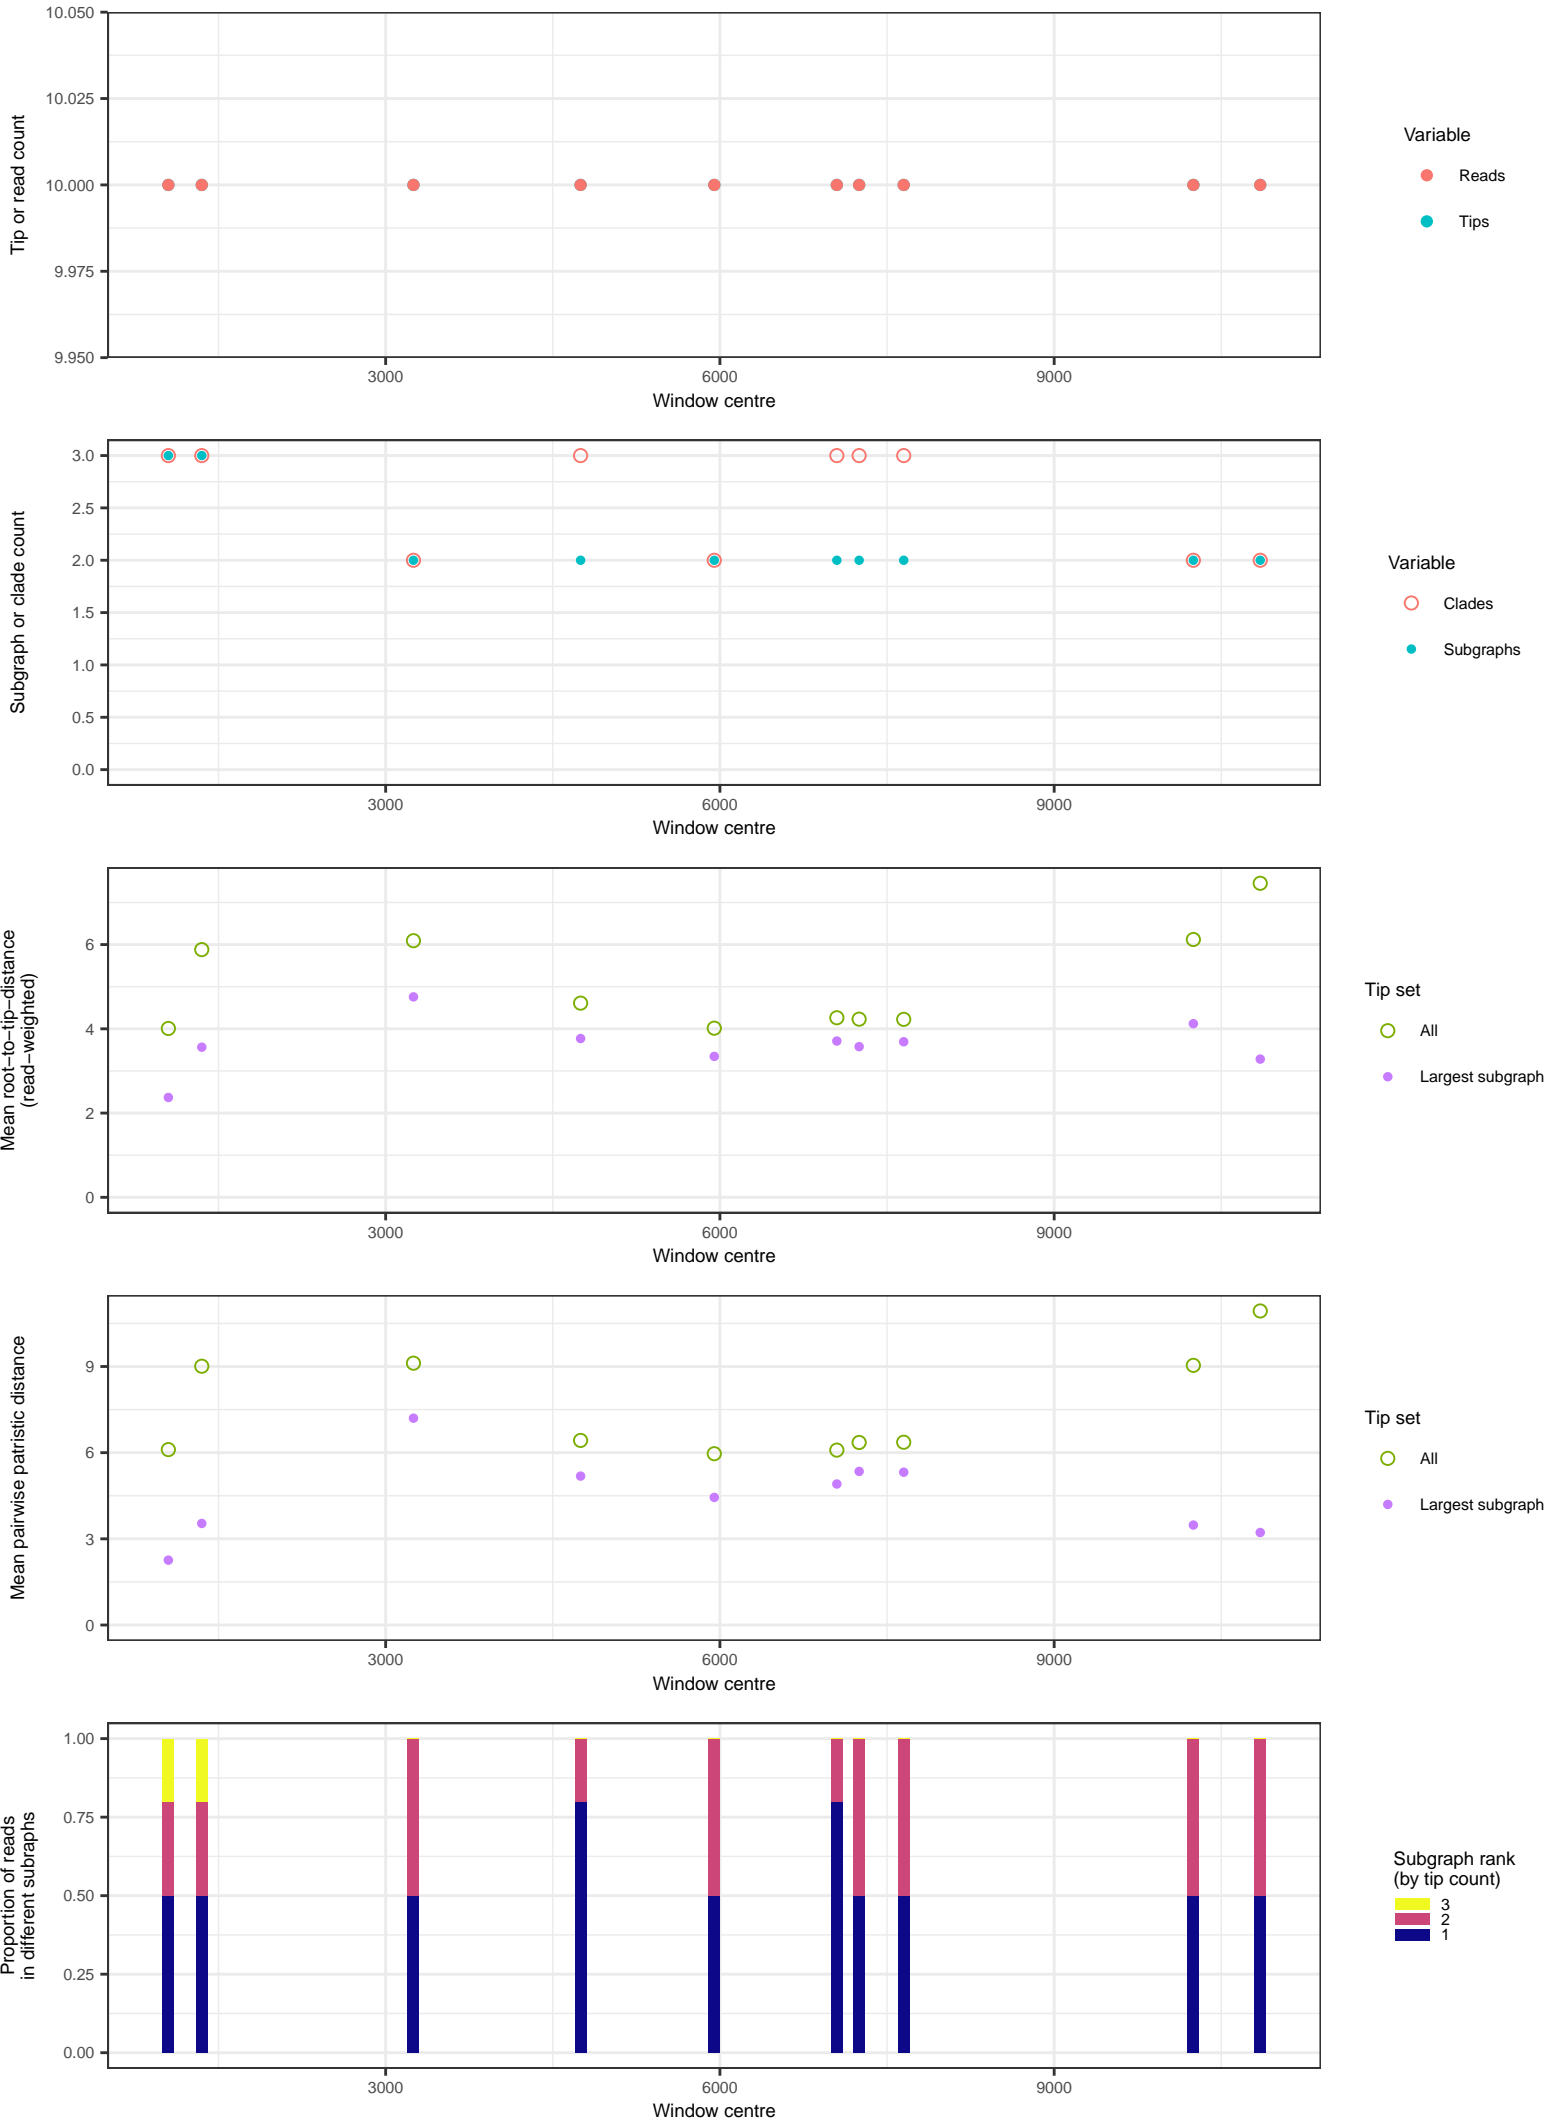 10.050
10.025
10.000
9.975
9.950
Tip or read count
3000
6000
9000
Window centre
Variable
Reads
Tips
3.0
2.5
2.0
1.5
1.0
0.5
0.0
Subgraph or clade count
3000
6000
9000
Window centre
Variable
Clades
Subgraphs
6
4
2
0
Mean root−to−tip−distance
(read−weighted)
3000
6000
9000
Window centre
Tip set
All
Largest subgraph
9
6
3
0
Mean pairwise patristic distance
3000
6000
9000
Window centre
Tip set
All
Largest subgraph
1.00
0.75
0.50
0.25
0.00
Proportion of reads
in different subraphs
3000
6000
9000
Window centre
Subgraph rank
(by tip count)
3
2
1